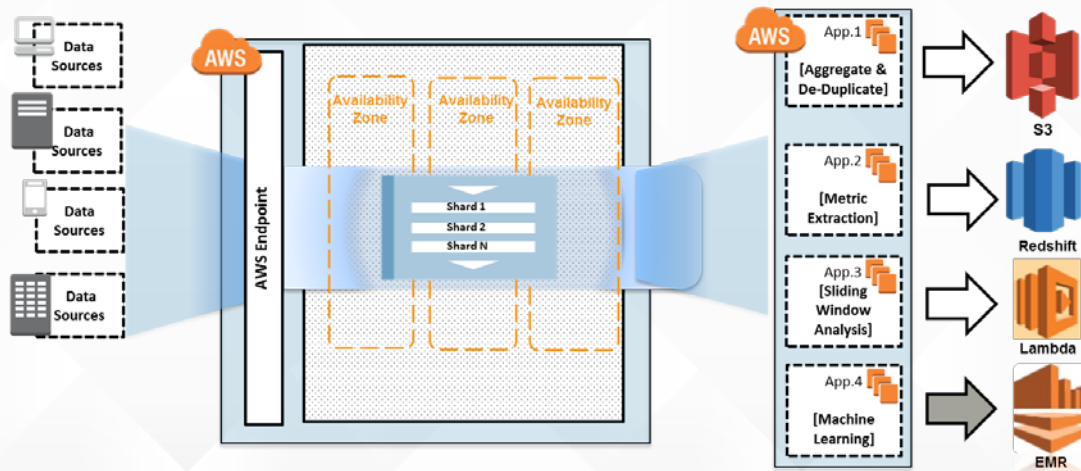 Data
Sources
Data
Sources
Data
Sources
Data
Sources
AWS
AWS Endpoint
Availability
Zone
Availability
Zone
Availability
Zone
Shard 1
Shard 2
Shard N
AWS
App.1
[Aggregate &
De-Duplicate]
S3
App.2
[Metric
Extraction]
Redshift
App.3
[Sliding
Window
Analysis]
Lambda
App.4
[Machine
Learning]
EMR